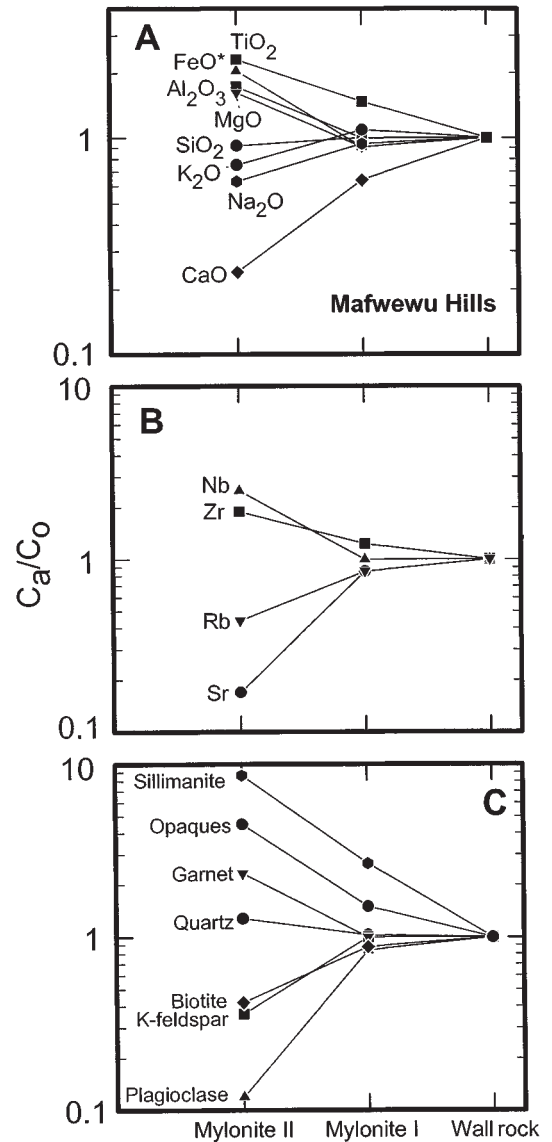 A
TiO2
FeO*
Al2O3
MgO
1
SiO2
K2O
Na2O
CaO
Mafwewu Hills
0.1
10
B
Nb
Zr
Ca/Co
1
Rb
Sr
0.1
10
C
Sillimanite
Opaques
Garnet
Quartz
1
Biotite
K-feldspar
Plagioclase
0.1
Mylonite II Mylonite I Wall rock